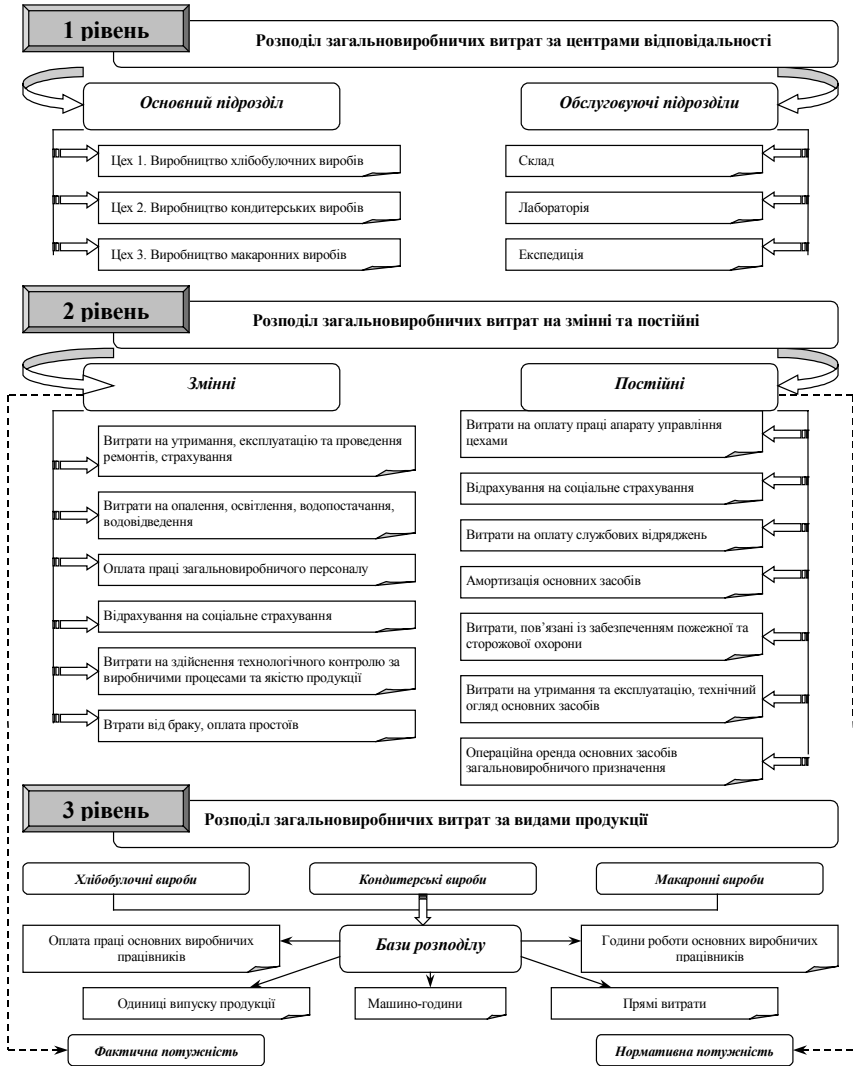 1 рівень
Розподіл загальновиробничих витрат за центрами відповідальності
Основний підрозділ
Обслуговуючі підрозділи
Цех 1. Виробництво хлібобулочних виробів
Склад
Цех 2. Виробництво кондитерських виробів
Лабораторія
Цех 3. Виробництво макаронних виробів
Експедиція
2 рівень
Розподіл загальновиробничих витрат на змінні та постійні
Змінні
Постійні
Витрати на утримання, експлуатацію та проведення
ремонтів, страхування
Витрати на опалення, освітлення, водопостачання,
водовідведення
Оплата праці загальновиробничого персоналу
Відрахування на соціальне страхування
Витрати на здійснення технологічного контролю за
виробничими процесами та якістю продукції
Втрати від браку, оплата простоїв
Витрати на оплату праці апарату управління
цехами
Відрахування на соціальне страхування
Витрати на оплату службових відряджень
Амортизація основних засобів
Витрати, пов’язані із забезпеченням пожежної та
сторожової охорони
Витрати на утримання та експлуатацію, технічний
огляд основних засобів
Операційна оренда основних засобів
загальновиробничого призначення
3 рівень
Розподіл загальновиробничих витрат за видами продукції
Хлібобулочні вироби
Кондитерські вироби
Макаронні вироби
Оплата праці основних виробничих
працівників
Бази розподілу
Години роботи основних виробничих
працівників
Одиниці випуску продукції
Машино-години
Прямі витрати
Фактична потужність
Нормативна потужність